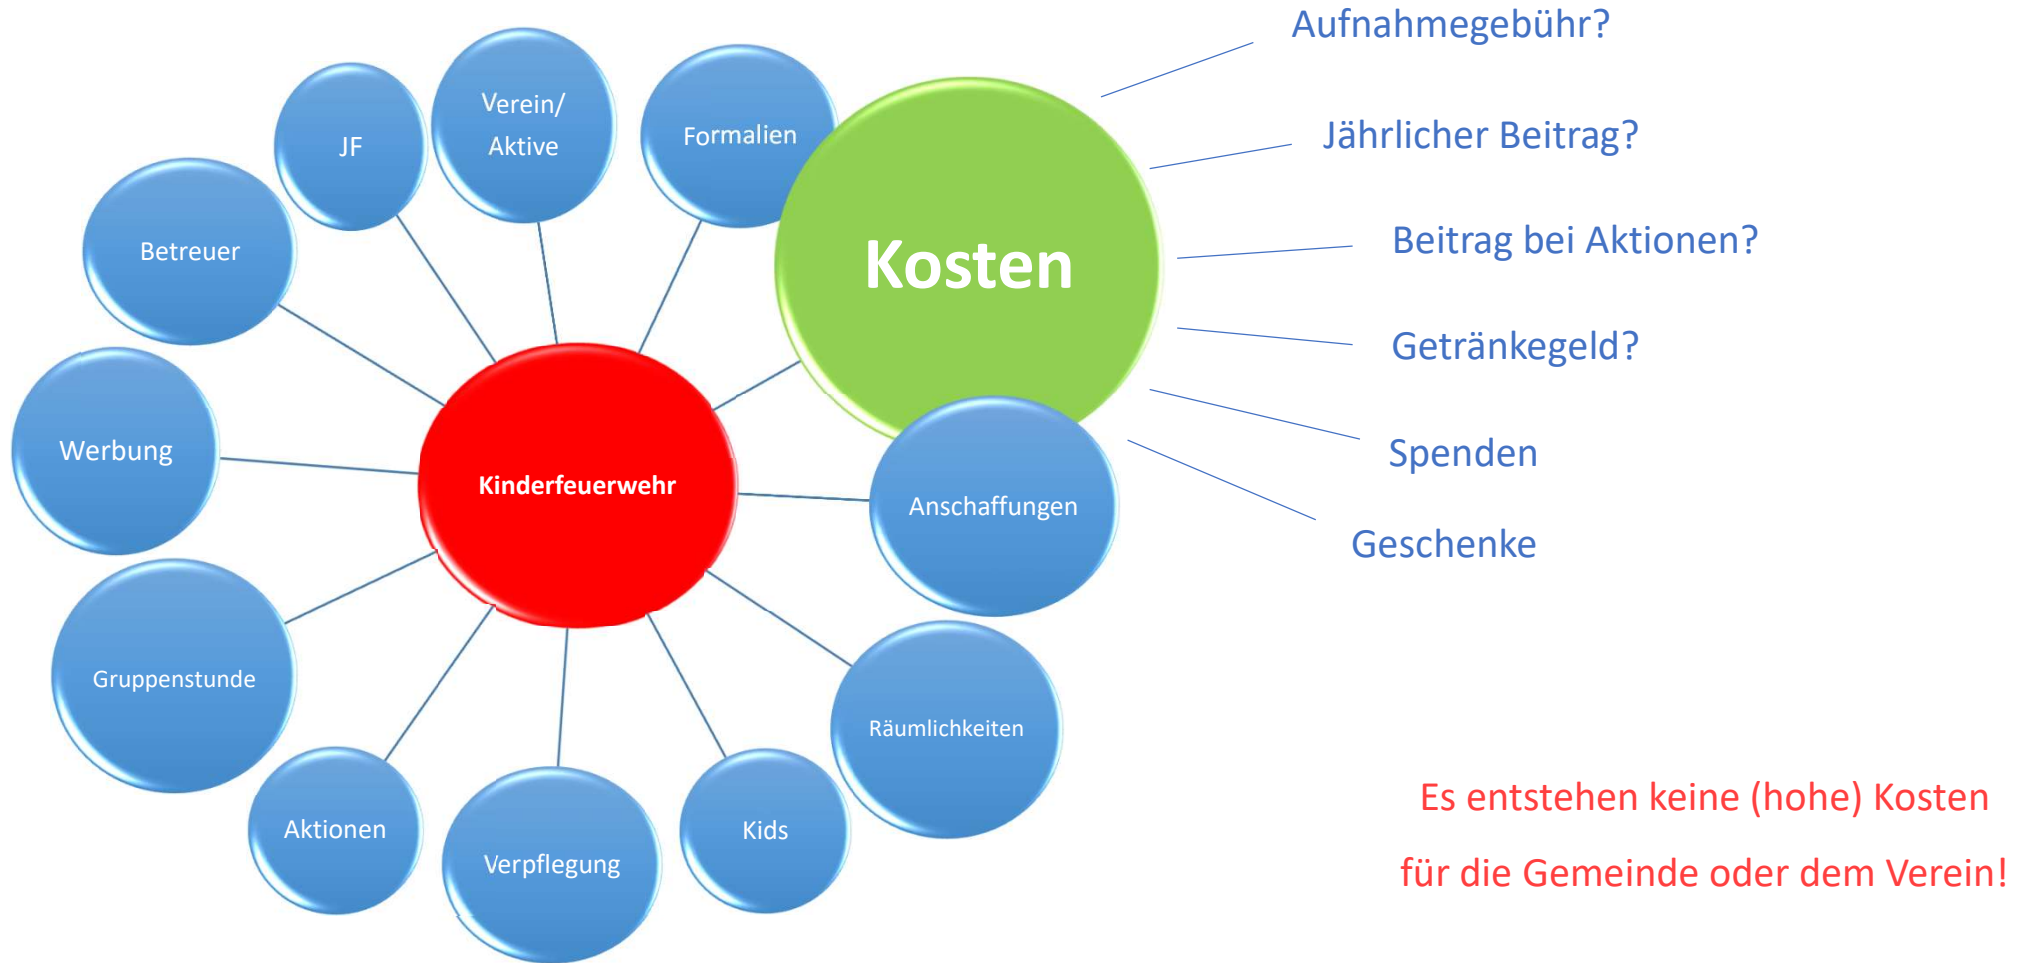 Aufnahmegebühr?
Jährlicher Beitrag?
Beitrag bei Aktionen?
Getränkegeld?
Spenden
Geschenke
Kosten
Formalien
Verein/
Aktive
JF
Betreuer
Werbung
Gruppenstunde
Aktionen
Verpflegung
Kids
Räumlichkeiten
Anschaffungen
Kinderfeuerwehr
Es entstehen keine (hohe) Kosten
für die Gemeinde oder dem Verein!